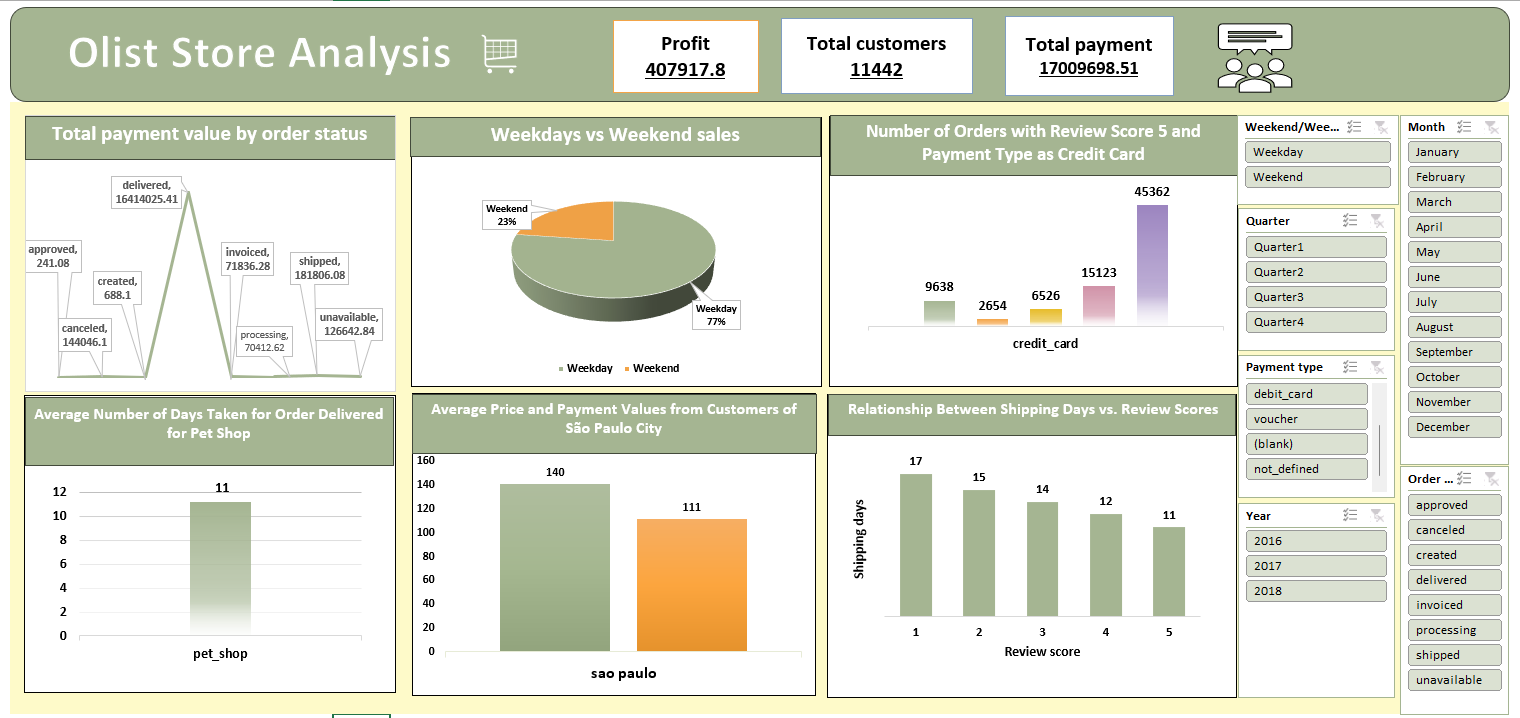 Olist Store Analysis
Profit
407917.8
Total customers
11442
Total payment
17009698.51
Total payment value by order status
delivered,
16414025.41
approved,
241.08
created,
688.1
canceled,
144046.1
invoiced,
71836.28
shipped,
181806.08
processing,
70412.62
unavailable,
126642.84
Weekdays vs Weekend sales
Weekend
23%
Weekday
77%
Weekday
Weekend
Number of Orders with Review Score 5 and
Payment Type as Credit Card
9638
2654
6526
15123
45362
credit_card
Average Number of Days Taken for Order Delivered
for Pet Shop
12
10
8
6
4
2
0
11
pet_shop
Average Price and Payment Values from Customers of
São Paulo City
160
140
120
100
80
60
40
20
0
140
111
sao paulo
Relationship Between Shipping Days vs. Review Scores
Shipping days
17
15
14
12
11
1
2
3
4
5
Review score
Weekend/Wee...
Weekday
Weekend
Quarter
Quarter1
Quarter2
Quarter3
Quarter4
Payment type
debit_card
voucher
(blank)
not_defined
Year
2016
2017
2018
Month
January
February
March
April
May
June
July
August
September
October
November
December
Order ...
approved
canceled
created
delivered
invoiced
processing
shipped
unavailable